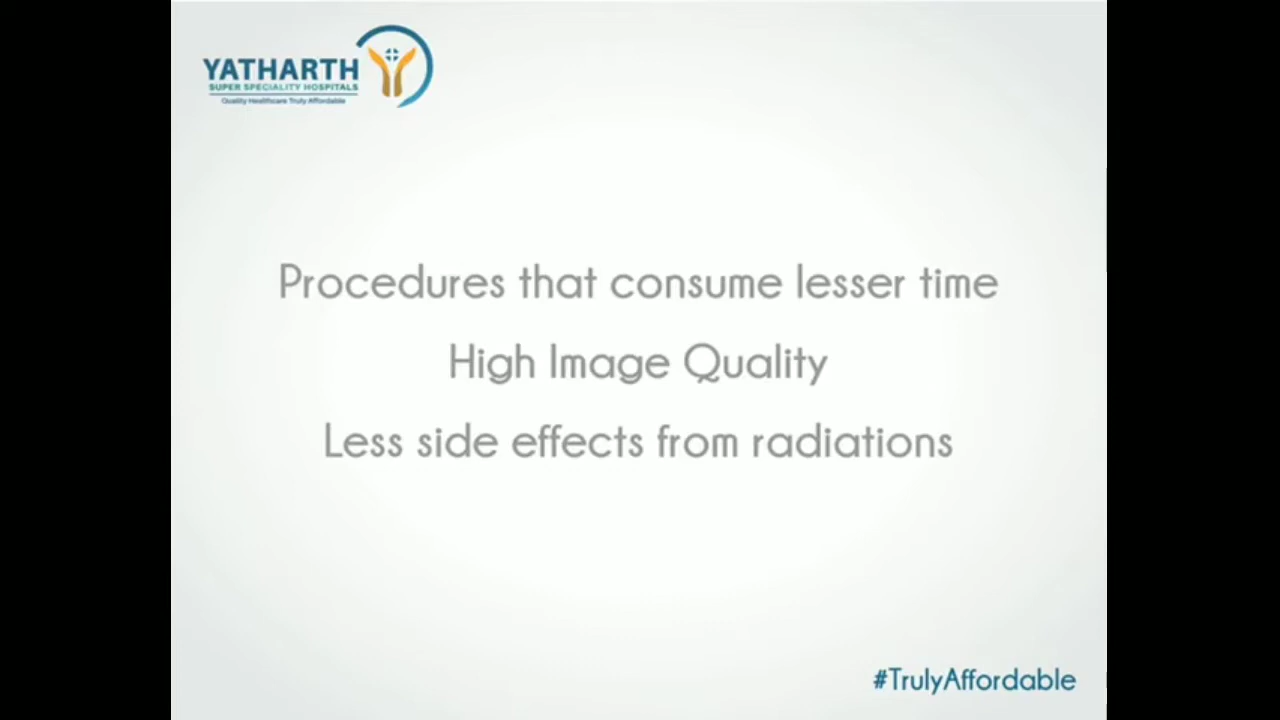 YATHARTH
SUPER SPECIALITY HOSPITALS
Quality Healthcare Truly Affordable
Procedures that consume lesser time
High Image Quality
Less side effects from radiations
#TrulyAffordable